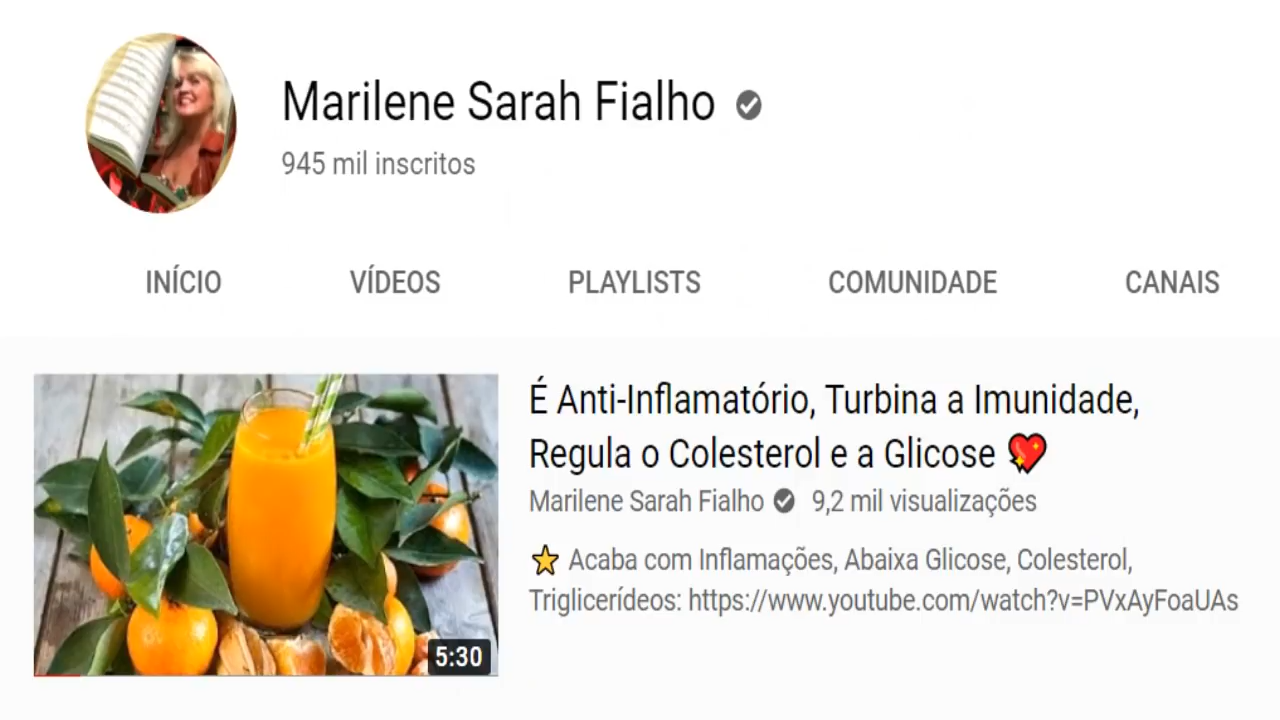 Marilene Sarah Fialho
945 mil inscritos
INÍCIO VÍDEOS PLAYLISTS COMUNIDADE CANAIS
É Anti-Inflamatório, Turbina a Imunidade,
Regula o Colesterol e a Glicose 💖
Marilene Sarah Fialho 9,2 mil visualizações
⭐ Acaba com Inflamações, Abaixa Glicose, Colesterol,
Triglicerídeos: https://www.youtube.com/watch?v=PVxAyFoaUAs
5:30